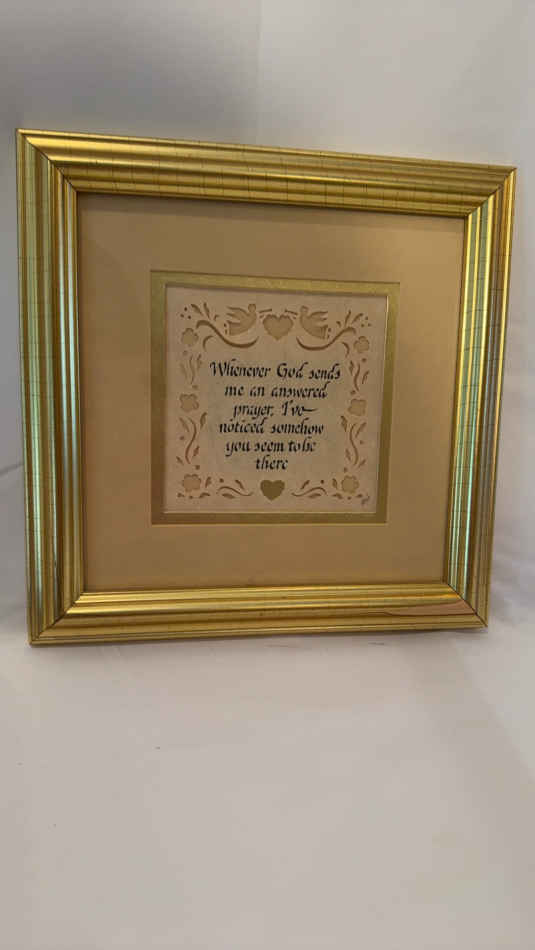 Whenever God sends
me an answered
prayer, I've
noticed somehow
you seem to be
there